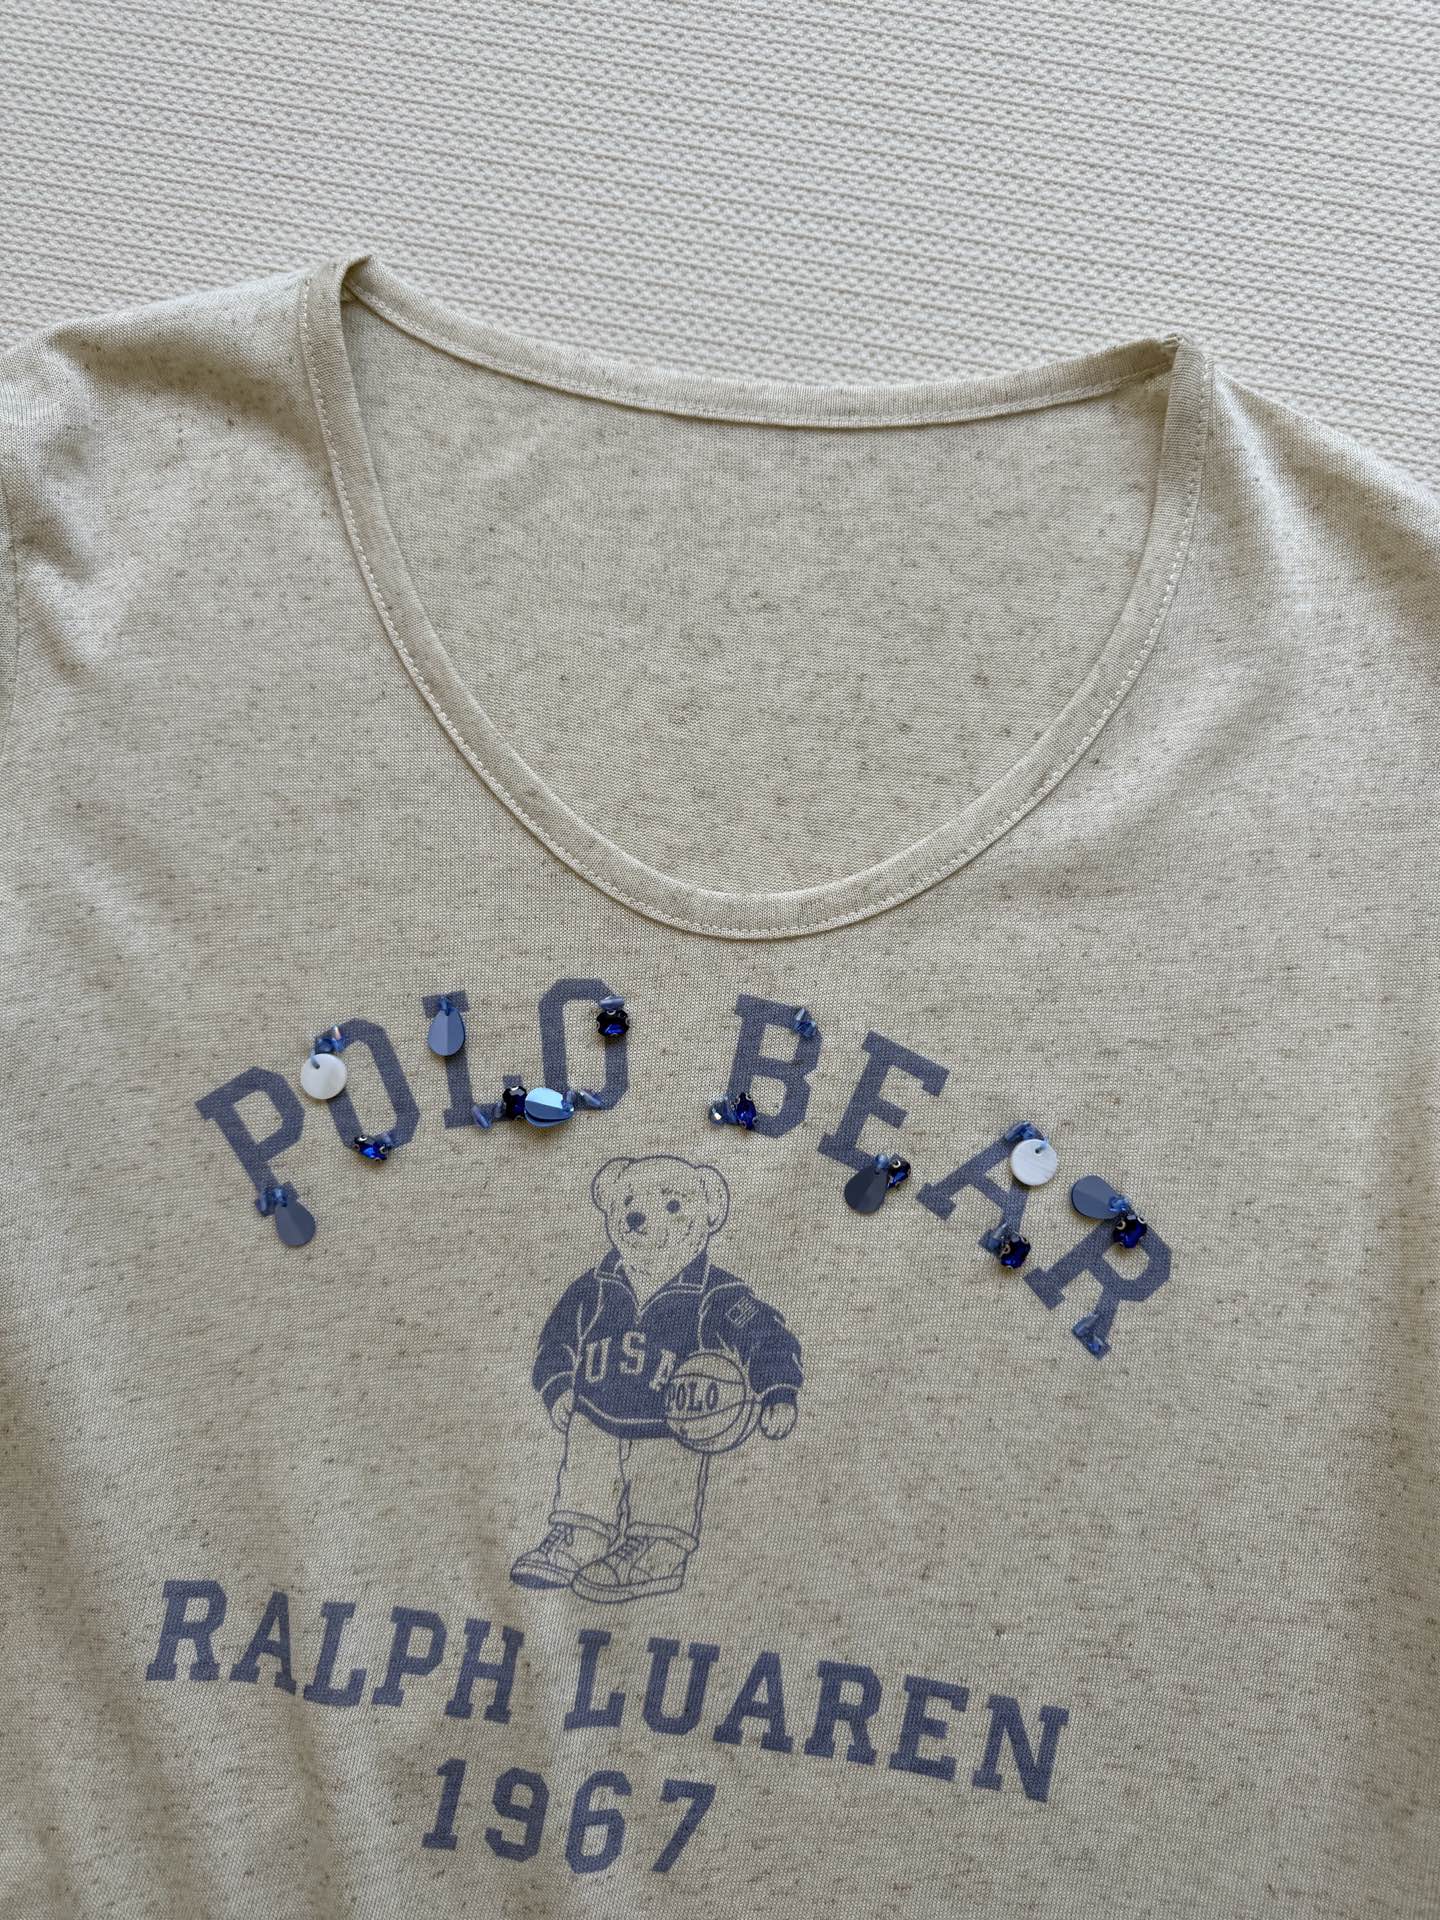 POLO BEAR
USA
POLO
RALPH LUAREN
1967